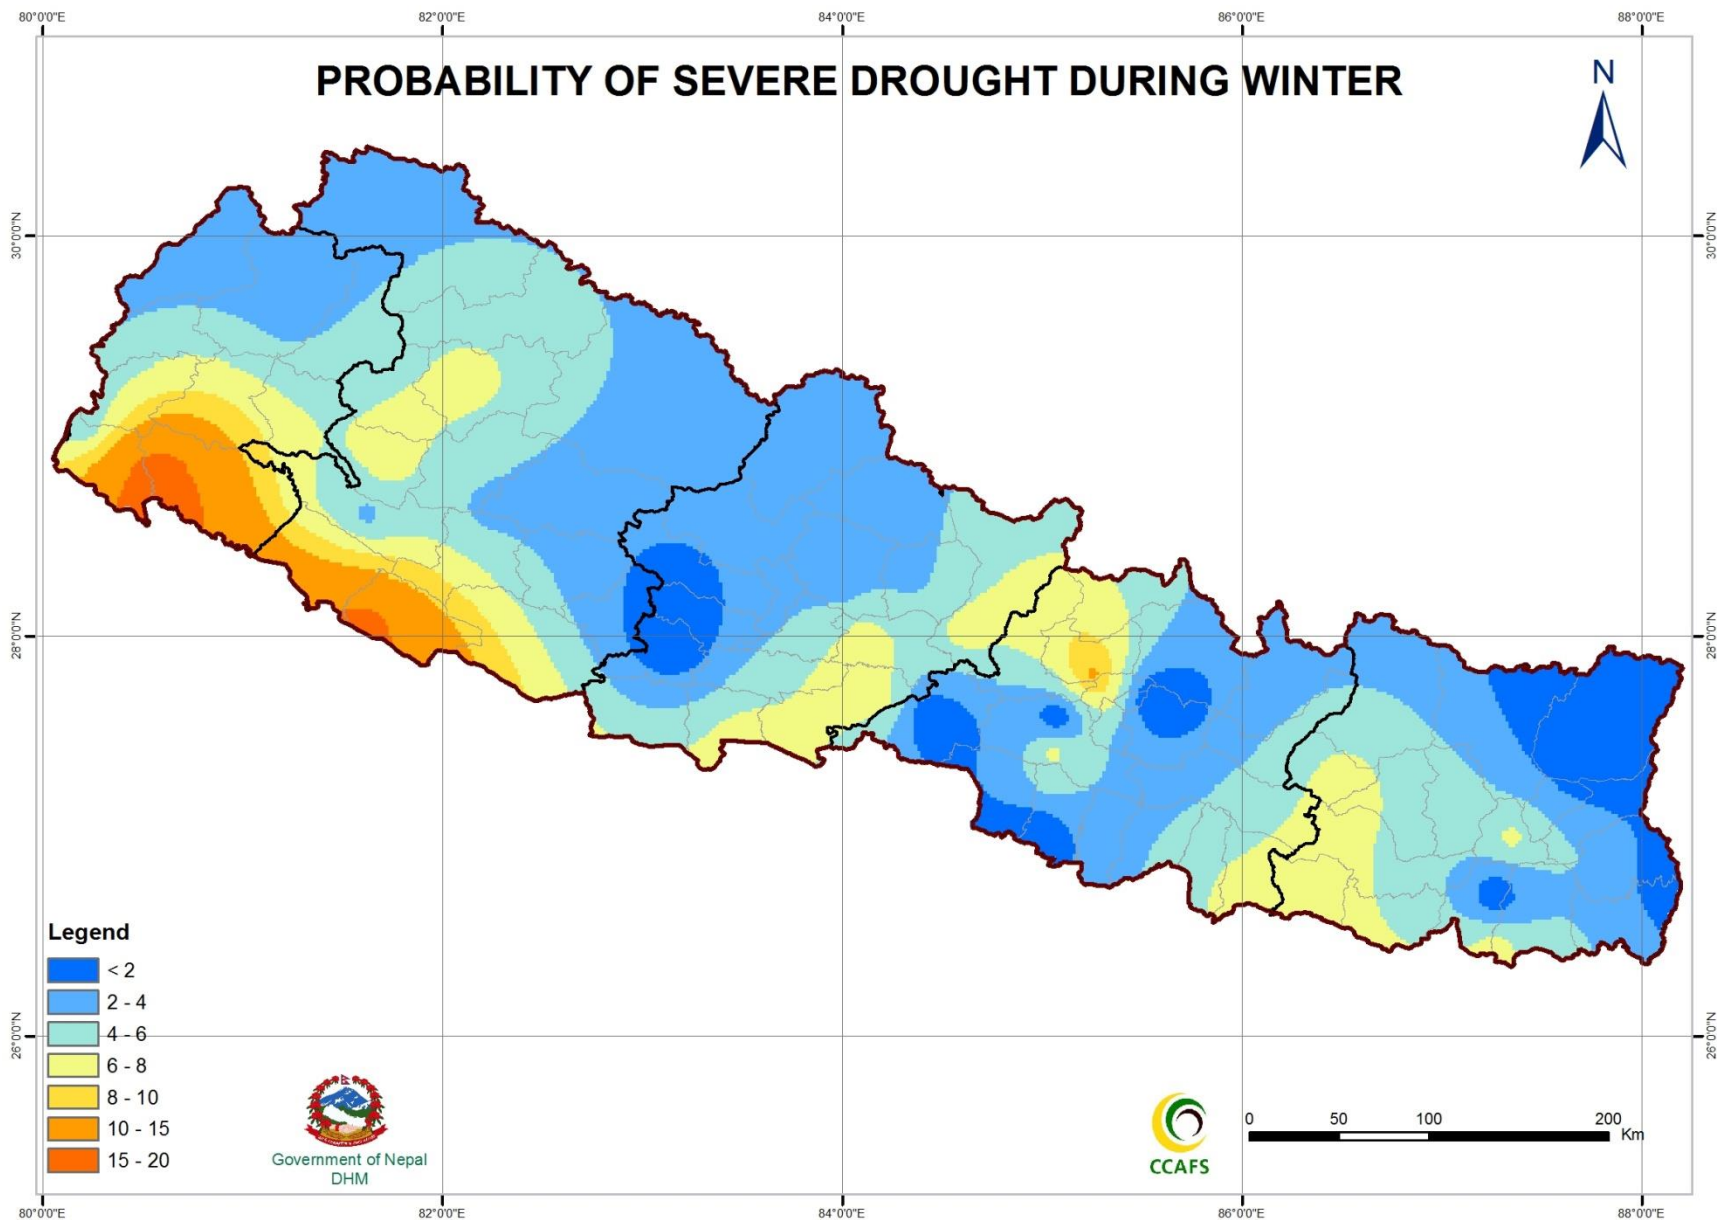 80°0'0"E 82°0'0"E 84°0'0"E 86°0'0"E 88°0'0"E
PROBABILITY OF SEVERE DROUGHT DURING WINTER
N
30°0'0"N 30°0'0"N
28°0'0"N 28°0'0"N
Legend
< 2
2 - 4
4 - 6
6 - 8
8 - 10
10 - 15
15 - 20
26°0'0"N 26°0'0"N
Government of Nepal
DHM
CCAFS
0 50 100 200
Km
80°0'0"E 82°0'0"E 84°0'0"E 86°0'0"E 88°0'0"E